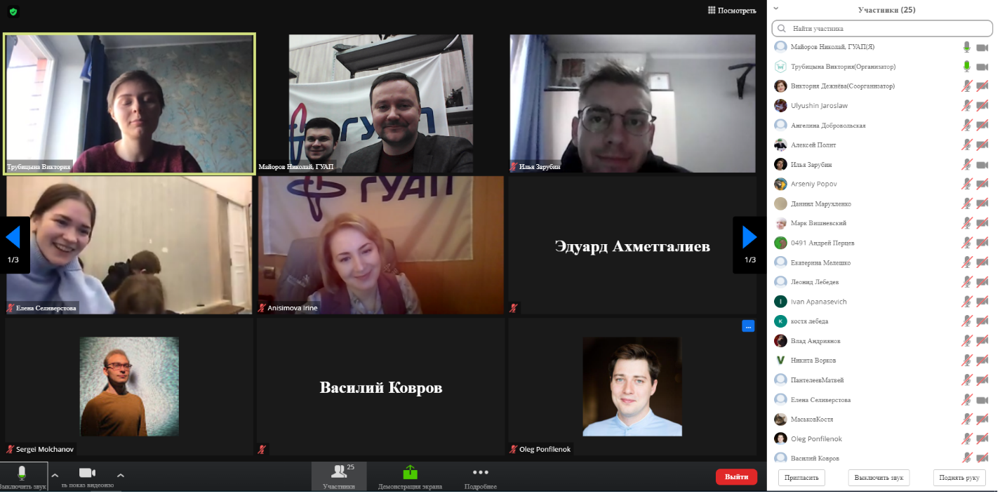 Посмотреть
Трубицына Виктория
ГУАП
Майоров Николай, ГУАП
Илья Зарубин
1/3
Елена Селиверстова
ГУАП
Anisimova Irine
Эдуард Ахметгалиев
1/3
Sergei Molchanov
Василий Ковров
...
Oleg Ponfilenok
Выключить звук
ть показ видеоизо
25
Участники
Демонстрация экрана
Подробнее
Выйти
Участники (25)
Найти участника
Майоров Николай, ГУАП(Я)
Трубицына Виктория(Организатор)
Виктория Дежнёва(Соорганизатор)
Ulyushin Jaroslaw
Ангелина Добровольская
Алексей Полит
Илья Зарубин
Arseniy Popov
Даниил Марухленко
Марк Вишневский
0491 Андрей Перцев
Екатерина Мелешко
Леонид Лебедев
I Ivan Apanasevich
К костя лебеда
Влад Андриянов
Никита Ворков
ПантелеевМатвей
Елена Селиверстова
МаськовКостя
Oleg Ponfilenok
Василий Ковров
Пригласить
Выключить звук
Поднять руку